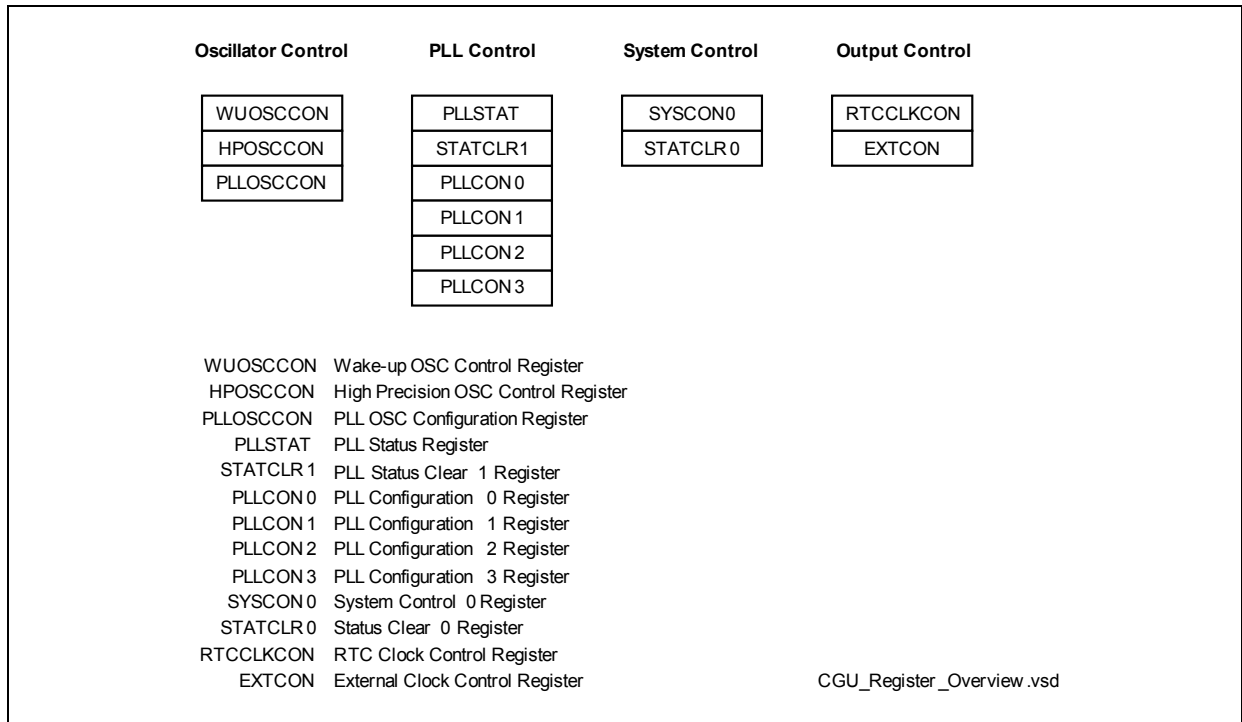 Oscillator Control PLL Control System Control Output Control
WUOSCCON PLLSTAT SYSCON0 RTCCLKCON
HPOSCCON STATCLR1 STATCLR0 EXTCON
PLLOSCCON PLLCON0
PLLCON1
PLLCON2
PLLCON3
WUOSCCON Wake-up OSC Control Register
HPOSCCON High Precision OSC Control Register
PLLOSCCON PLL OSC Configuration Register
PLLSTAT PLL Status Register
STATCLR1 PLL Status Clear 1 Register
PLLCON0 PLL Configuration 0 Register
PLLCON1 PLL Configuration 1 Register
PLLCON2 PLL Configuration 2 Register
PLLCON3 PLL Configuration 3 Register
SYSCON0 System Control 0 Register
STATCLR0 Status Clear 0 Register
RTCCLKCON RTC Clock Control Register
EXTCON External Clock Control Register CGU_Register_Overview.vsd